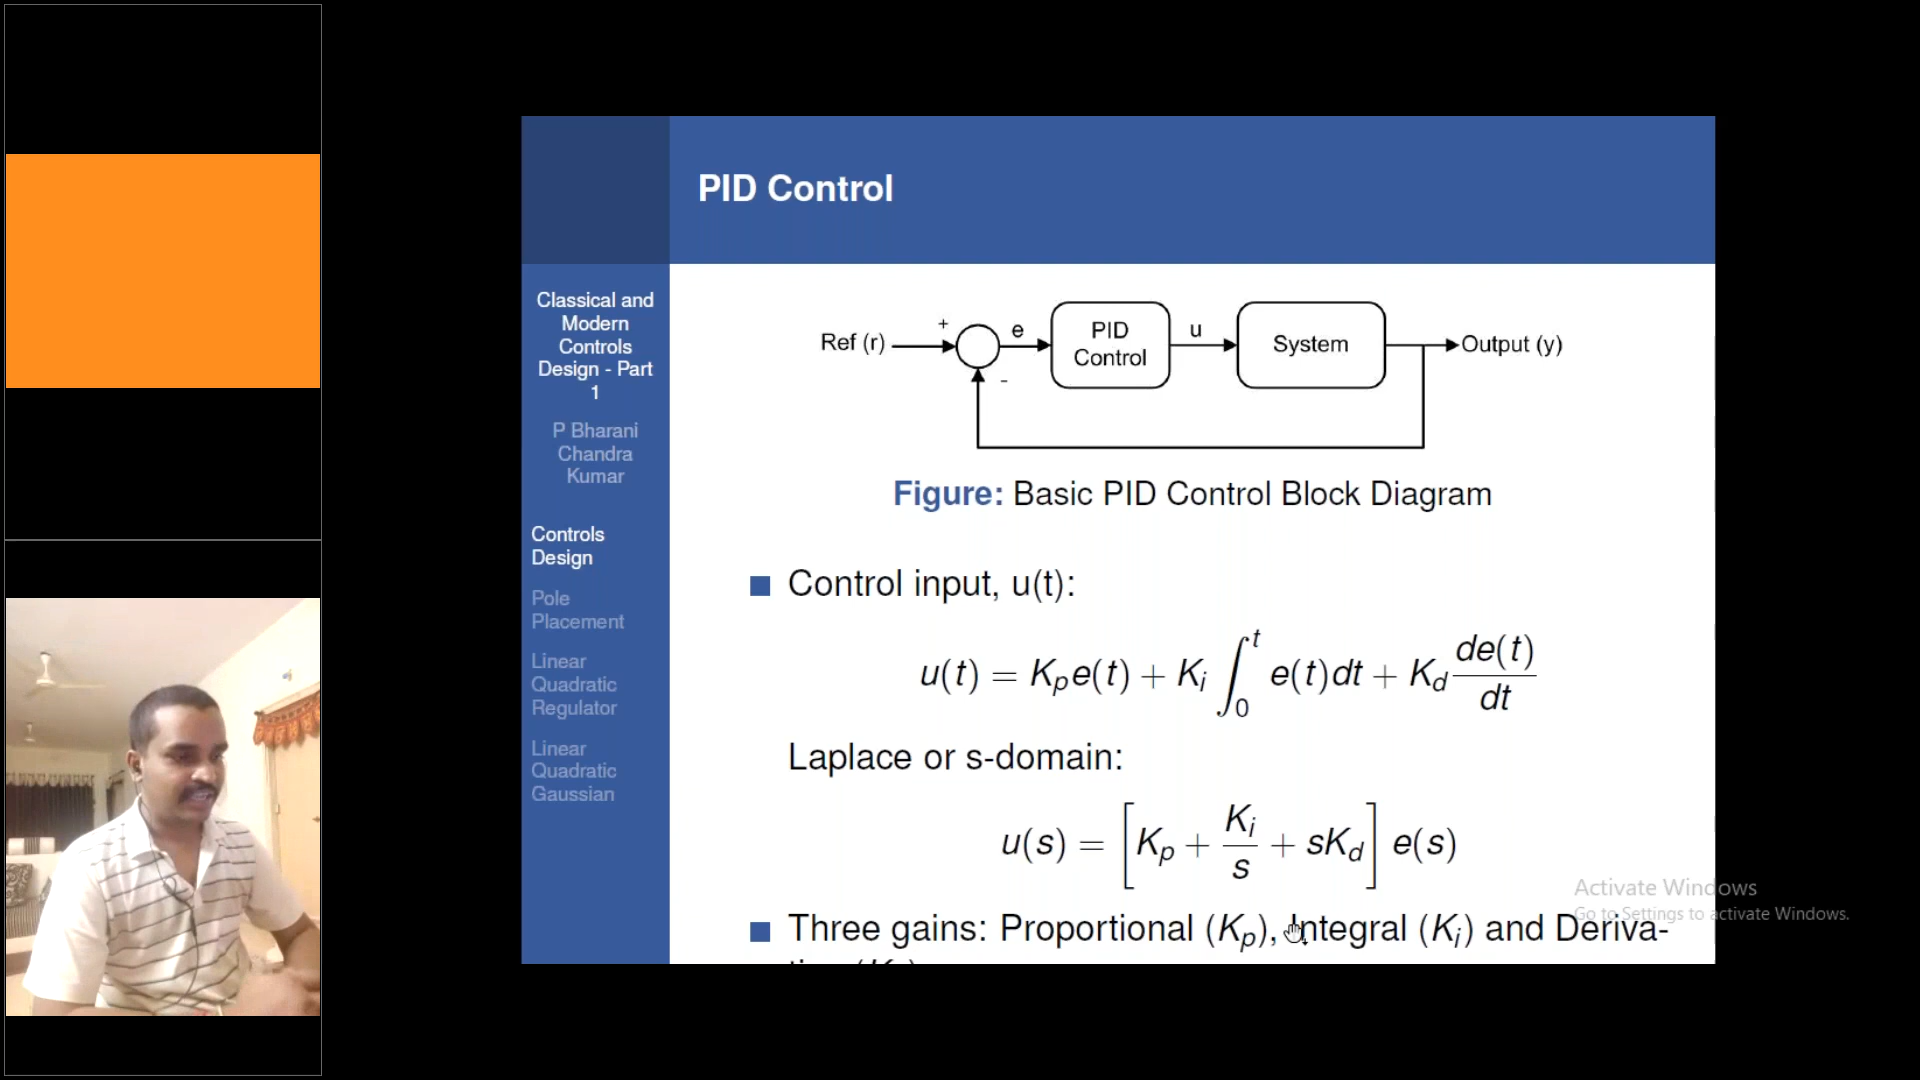 PID Control
Classical and
Modern
Controls
Design - Part
1
P Bharani
Chandra
Kumar
Controls
Design
Pole
Placement
Linear
Quadratic
Regulator
Linear
Quadratic
Gaussian
Ref (r)
+
-
e
PID
Control
u
System
Output (y)
Figure: Basic PID Control Block Diagram
Control input, u(t):
u(t) = K_p e(t) + K_i ∫_0^t e(t)dt + K_d de(t)/dt
Laplace or s-domain:
u(s) = [K_p + K_i/s + sK_d] e(s)
Three gains: Proportional (K_p), Integral (K_i) and Deriva-
Activate Windows
Go to Settings to activate Windows.